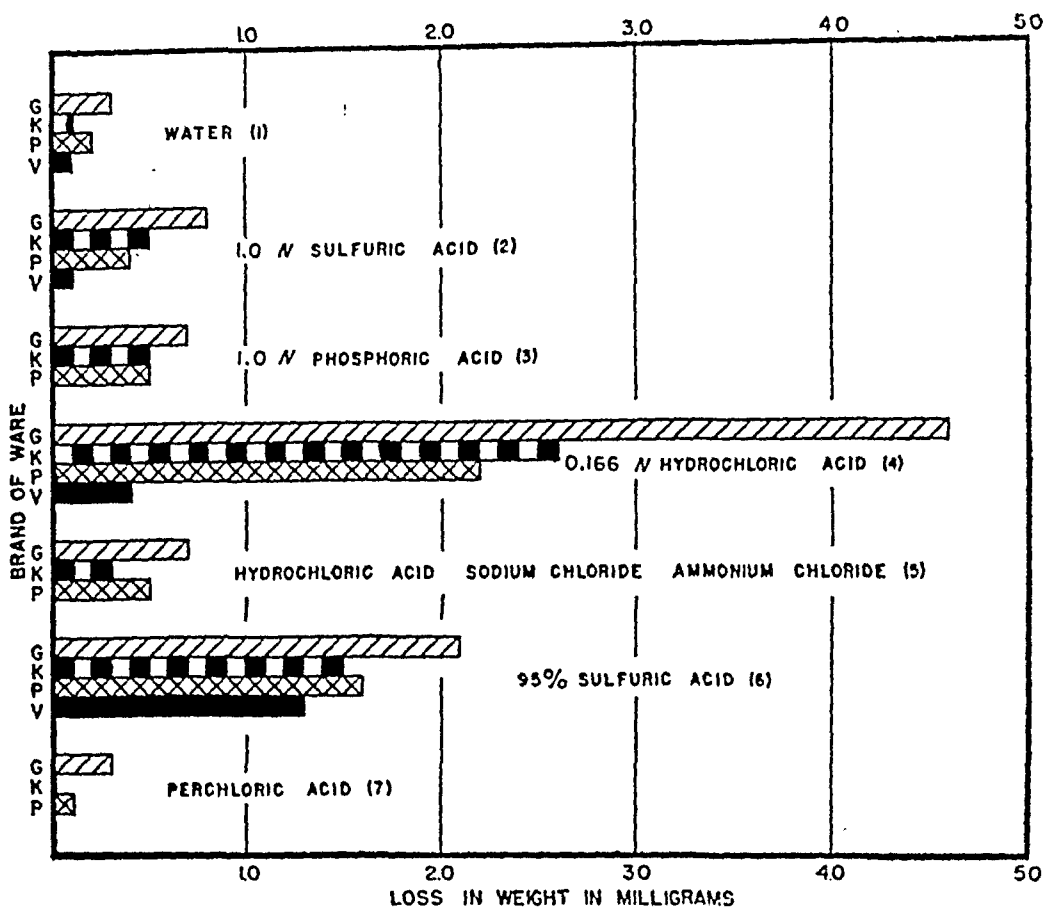 1.0 2.0 3.0 4.0 50
G
K
P
V
WATER (1)
G
K
P
V
1.0 N SULFURIC ACID (2)
G
K
P
1.0 N PHOSPHORIC ACID (3)
G
K
P
V
0.166 N HYDROCHLORIC ACID (4)
G
K
P
HYDROCHLORIC ACID SODIUM CHLORIDE AMMONIUM CHLORIDE (5)
G
K
P
V
95% SULFURIC ACID (6)
G
K
P
PERCHLORIC ACID (7)
BRAND OF WARE
1.0 2.0 30 4.0 50
LOSS IN WEIGHT IN MILLIGRAMS